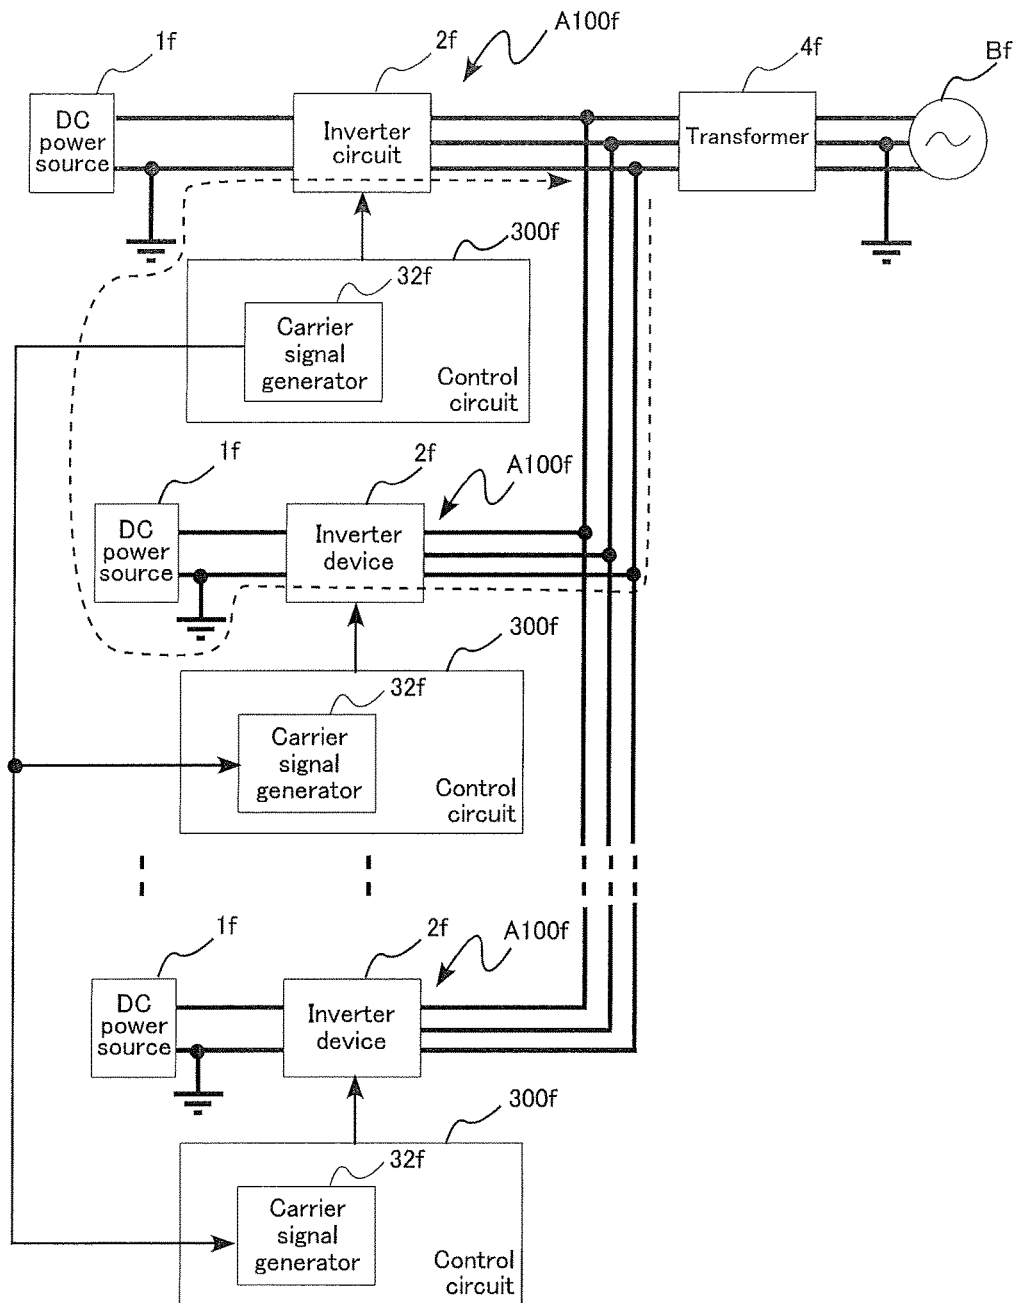 A100f
1f
2f
4f
Bf
DC
power
source
Inverter
circuit
Transformer
300f
32f
Carrier
signal
generator
Control
circuit
1f
2f
A100f
DC
power
source
Inverter
device
300f
32f
Carrier
signal
generator
Control
circuit
1f
2f
A100f
DC
power
source
Inverter
device
300f
32f
Carrier
signal
generator
Control
circuit